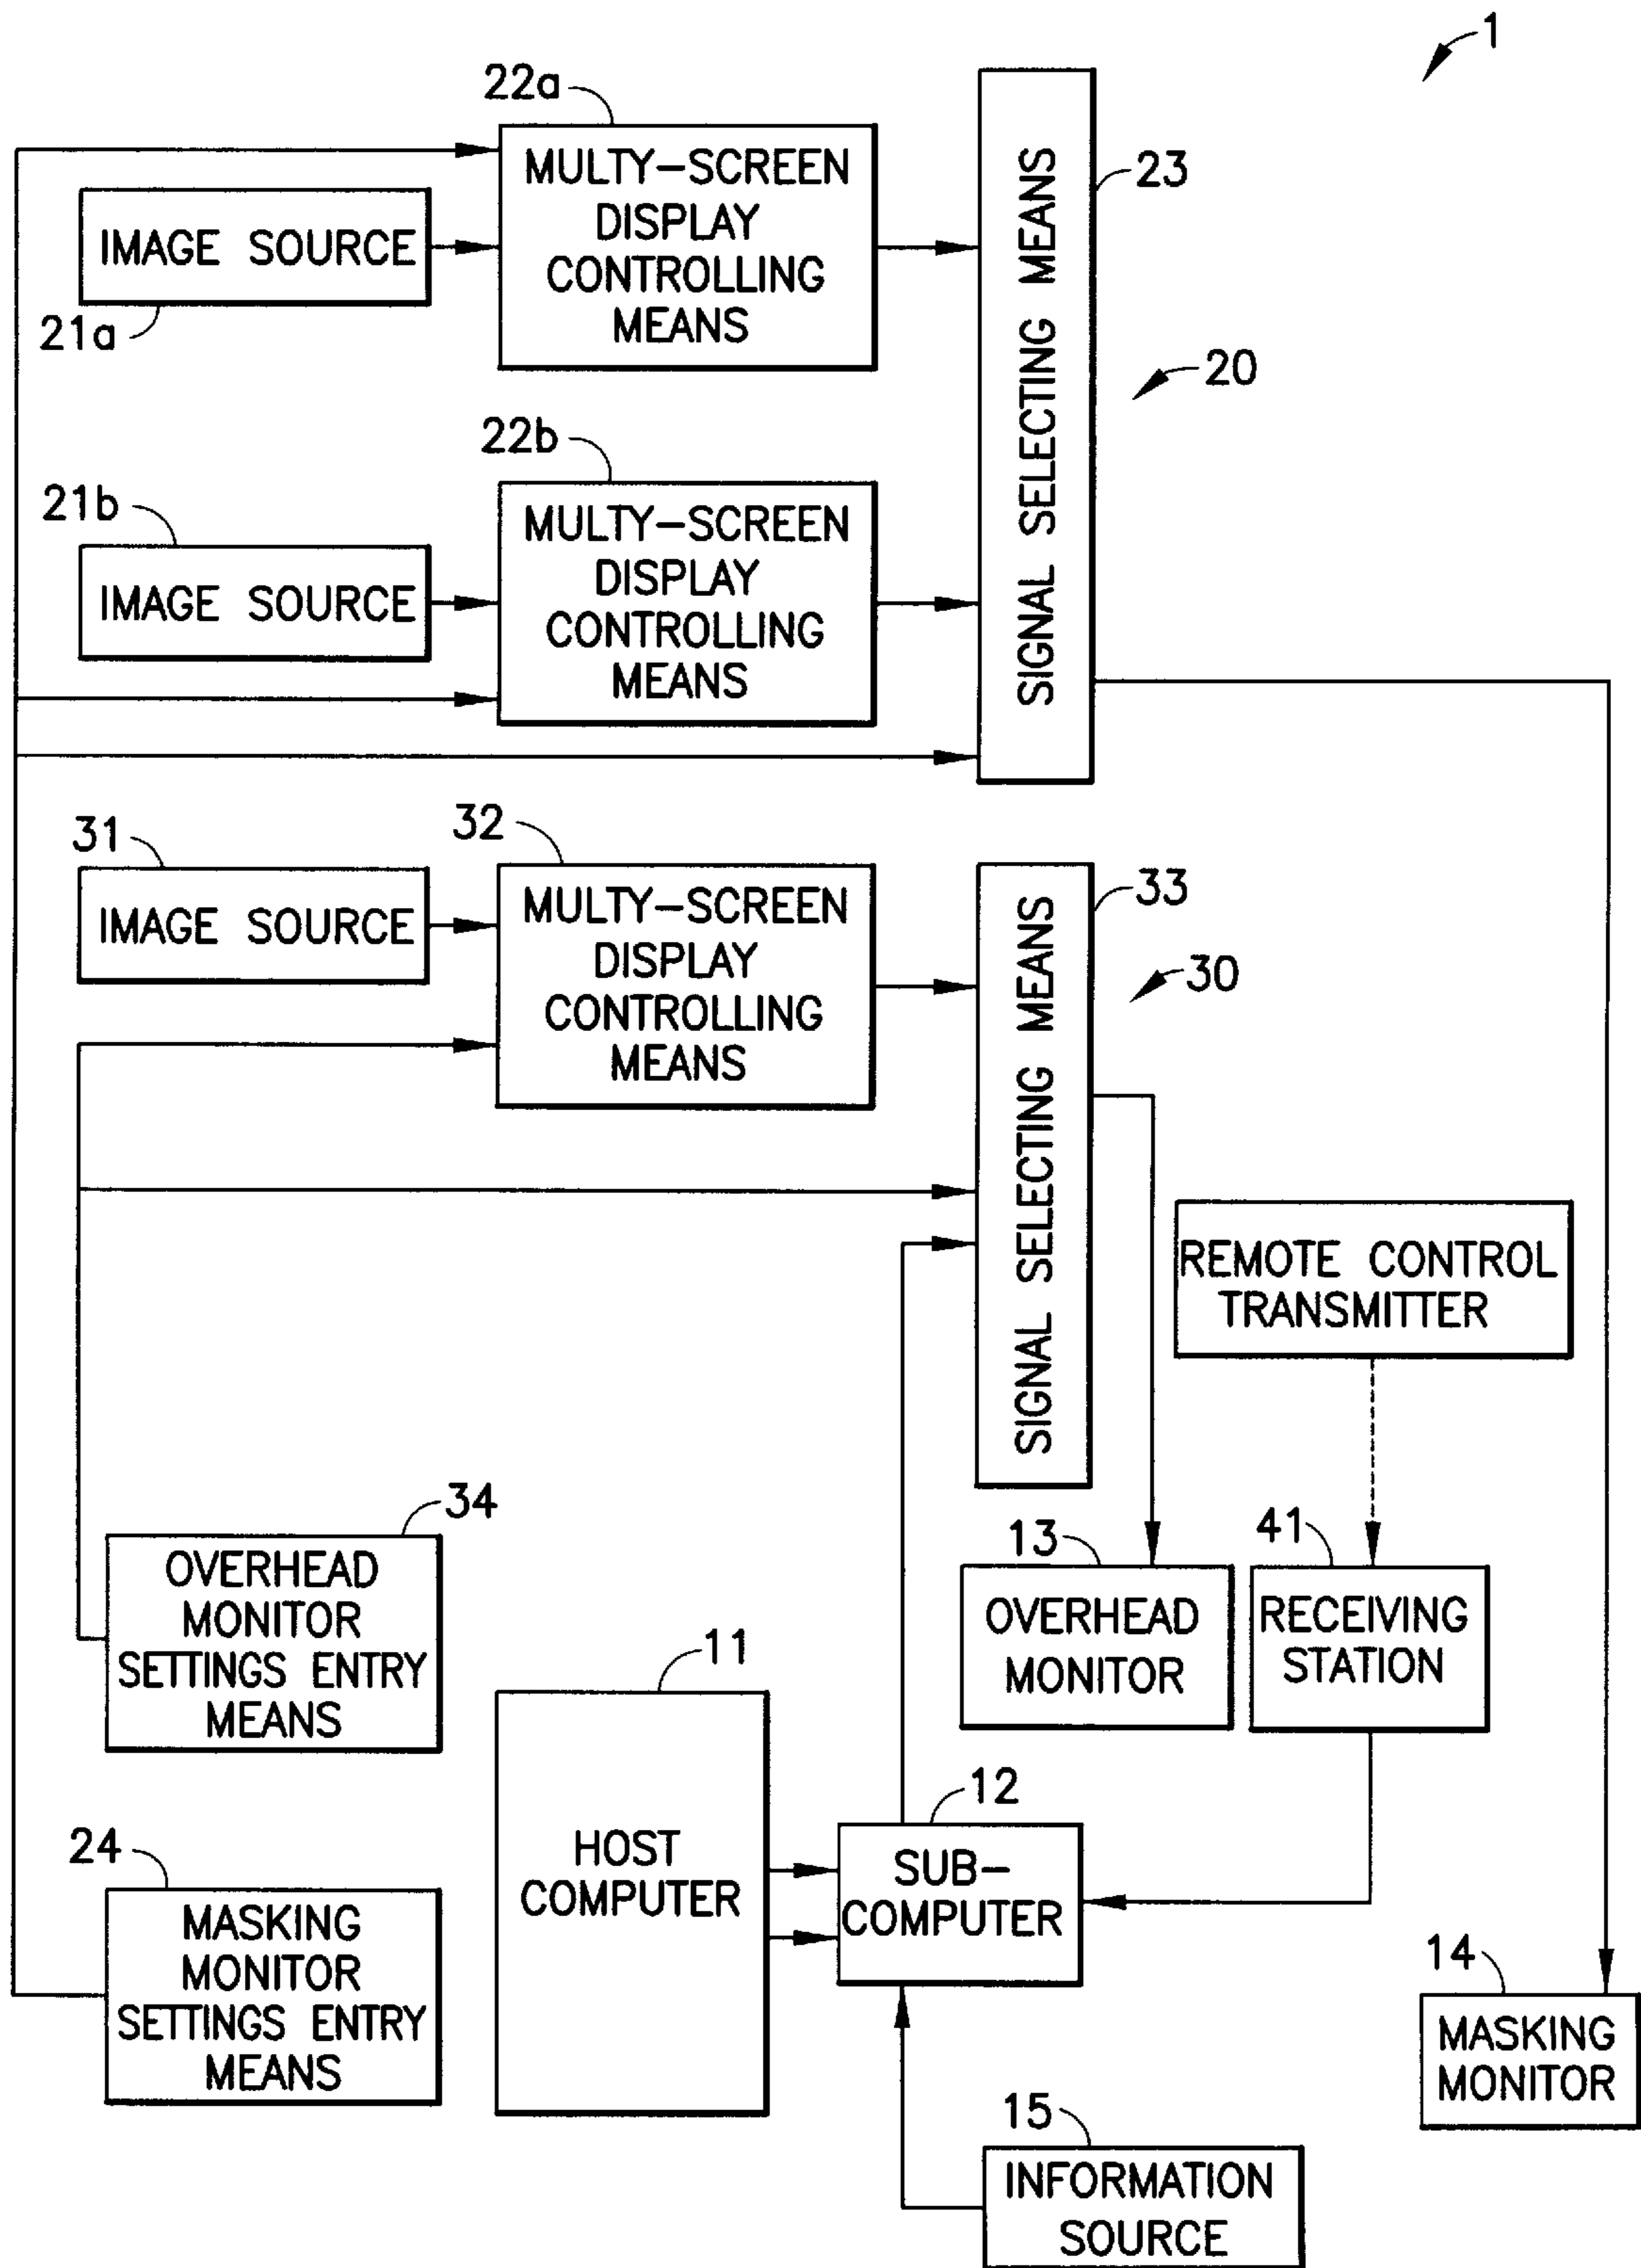 1
22a
MULTY-SCREEN
DISPLAY
CONTROLLING
MEANS
IMAGE SOURCE
21a
SIGNAL SELECTING MEANS
23
20
22b
MULTY-SCREEN
DISPLAY
CONTROLLING
MEANS
21b
IMAGE SOURCE
31
IMAGE SOURCE
32
MULTY-SCREEN
DISPLAY
CONTROLLING
MEANS
SIGNAL SELECTING MEANS
33
30
REMOTE CONTROL
TRANSMITTER
34
OVERHEAD
MONITOR
SETTINGS ENTRY
MEANS
13
OVERHEAD
MONITOR
41
RECEIVING
STATION
11
HOST
COMPUTER
12
SUB-
COMPUTER
24
MASKING
MONITOR
SETTINGS ENTRY
MEANS
14
MASKING
MONITOR
15
INFORMATION
SOURCE